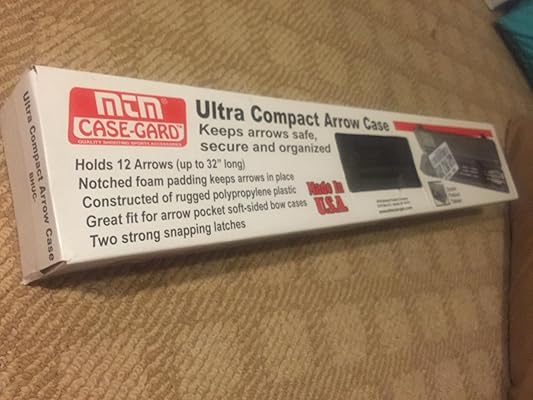 MTM
CASE-GARD™
QUALITY SHOOTING SPORTS ACCESSORIES
Ultra Compact Arrow Case
Keeps arrows safe,
secure and organized
Holds 12 Arrows (up to 32" long)
Notched foam padding keeps arrows in place
Constructed of rugged polypropylene plastic
Great fit for arrow pocket soft-sided bow cases
Two strong snapping latches
Made in
U.S.A.
Ultra Compact Arrow Case